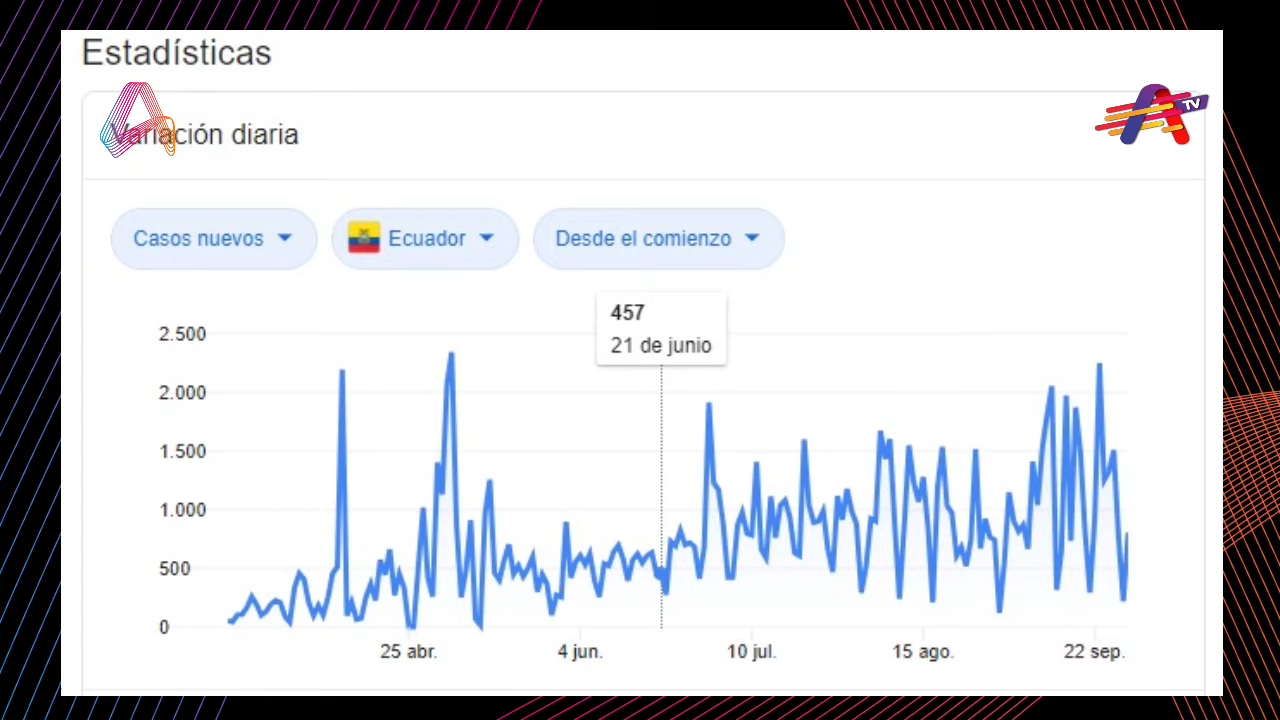 Estadísticas
Variación diaria
TV
Casos nuevos
Ecuador
Desde el comienzo
457
21 de junio
2.500
2.000
1.500
1.000
500
0
25 abr.
4 jun.
10 jul.
15 ago.
22 sep.